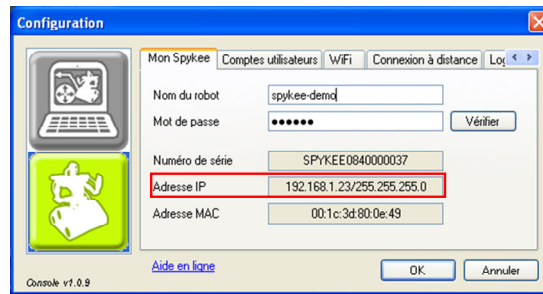 Configuration
Mon Spykee Comptes utilisateurs WiFi Connexion à distance
Nom du robot spykee-demo
Mot de passe ●●●●●● Vérifier
Numéro de série SPYKEE0840000037
Adresse IP 192.168.1.23/255.255.255.0
Adresse MAC 00:1c:3d:80:0e:49
Aide en ligne OK Annuler
Console v1.0.9